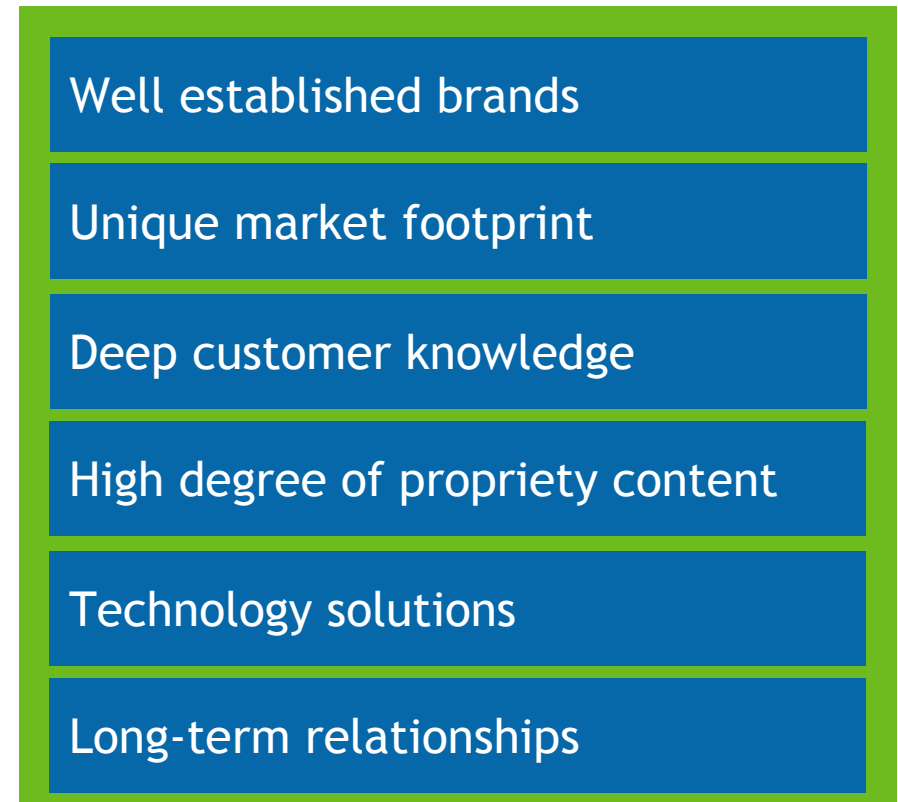 Well established brands
Unique market footprint
Deep customer knowledge
High degree of propriety content
Technology solutions
Long-term relationships